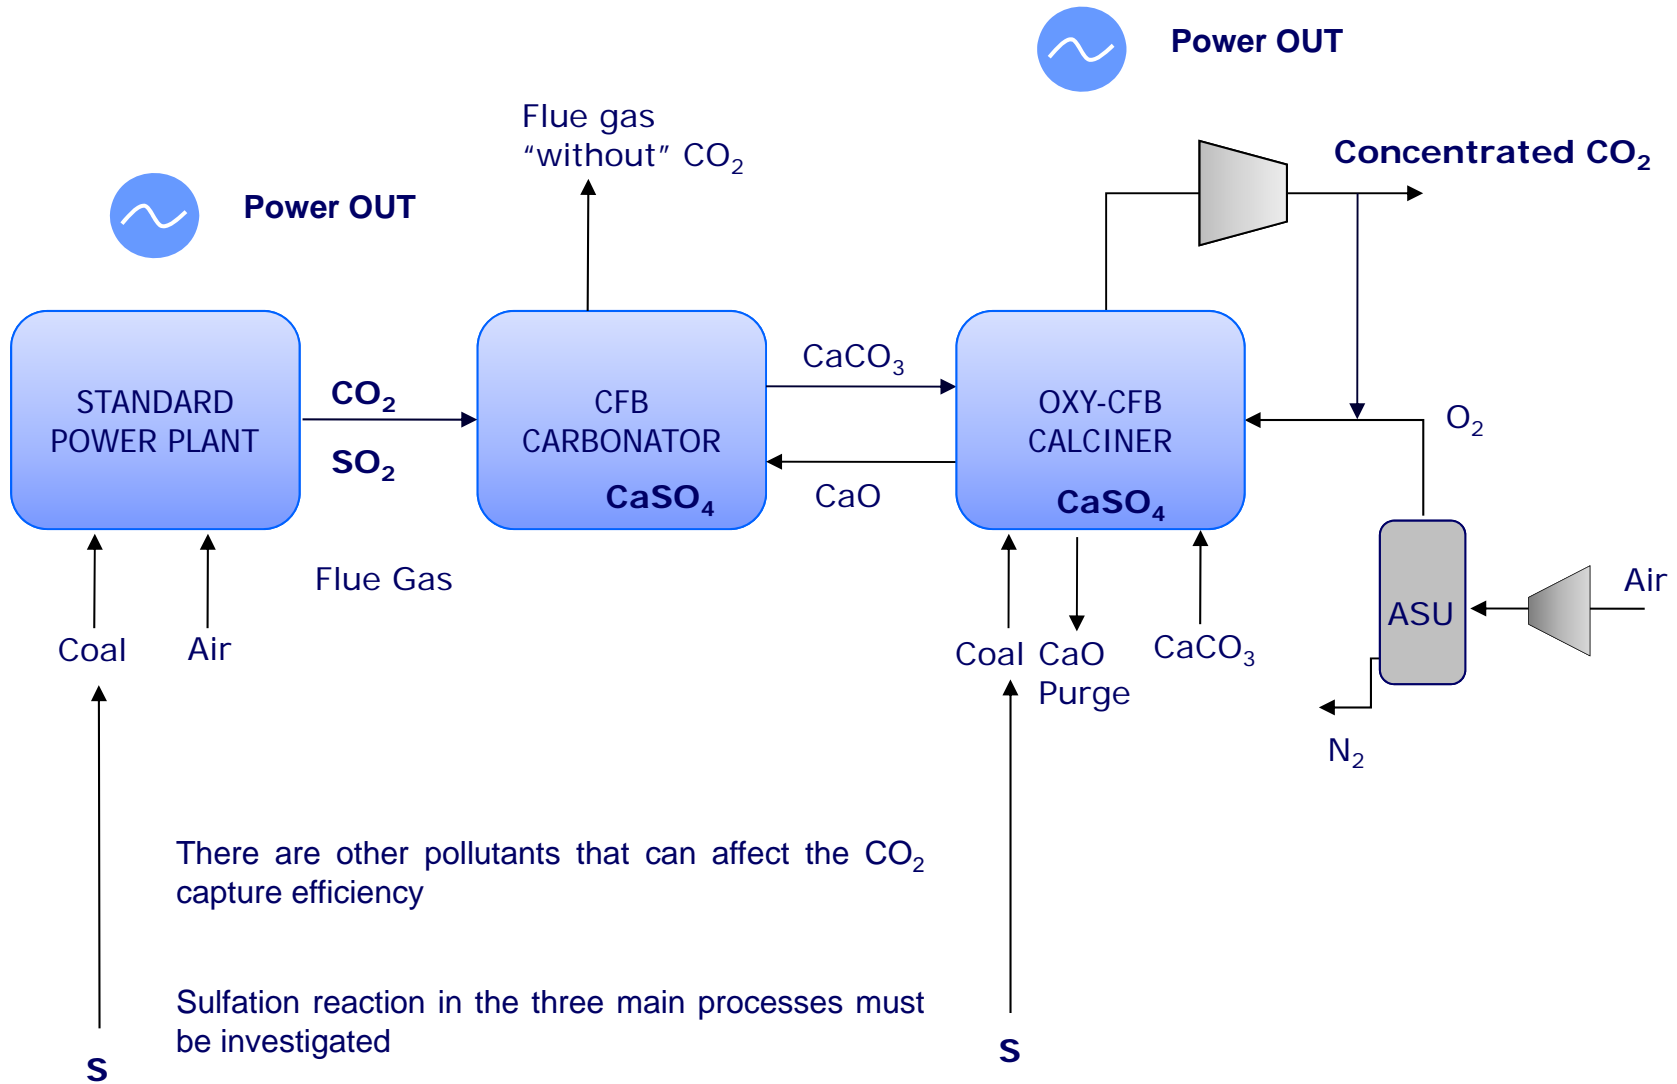 Power OUT
Flue gas
“without” CO₂
Concentrated CO₂
Power OUT
STANDARD
POWER PLANT
CO₂
SO₂
CFB
CARBONATOR
CaSO₄
CaCO₃
CaO
OXY-CFB
CALCINER
CaSO₄
O₂
Flue Gas
Coal
Air
Coal
CaO
Purge
CaCO₃
ASU
Air
N₂
There are other pollutants that can affect the CO₂
capture efficiency
Sulfation reaction in the three main processes must
be investigated
S
S